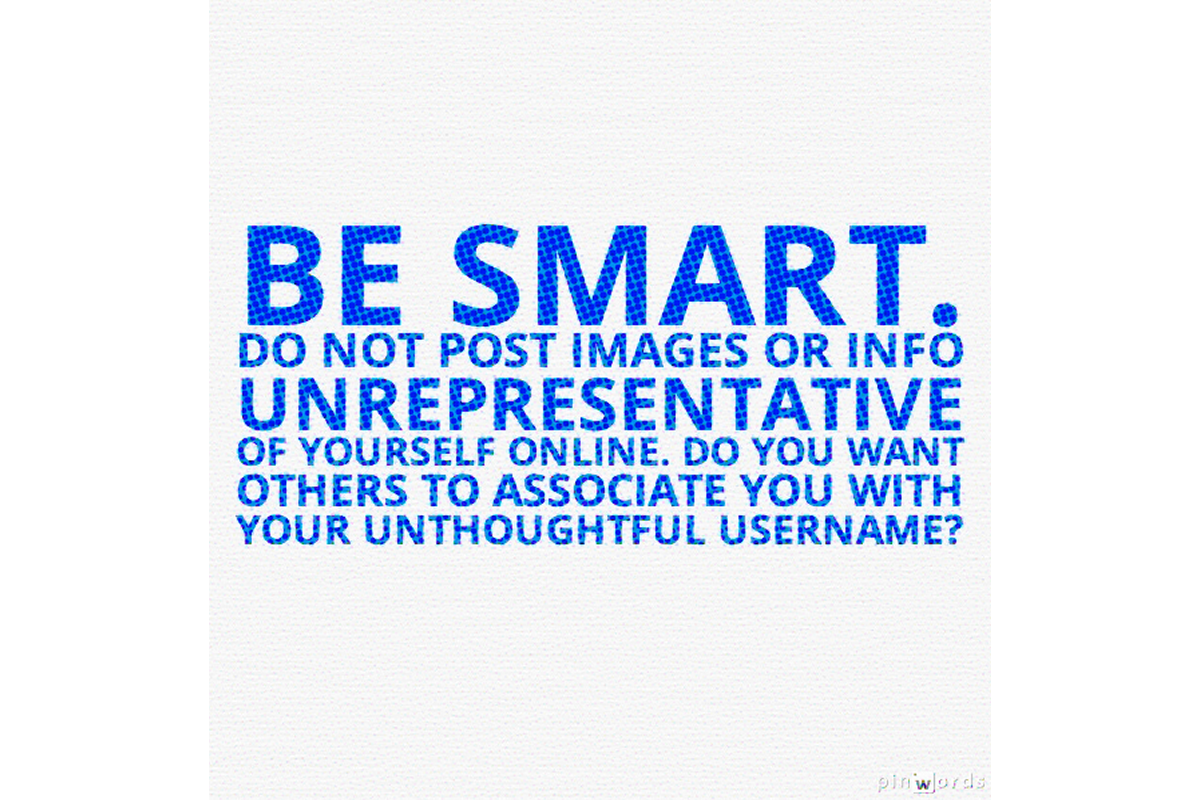 BE SMART.
DO NOT POST IMAGES OR INFO
UNREPRESENTATIVE
OF YOURSELF ONLINE. DO YOU WANT
OTHERS TO ASSOCIATE YOU WITH
YOUR UNTHOUGHTFUL USERNAME?
pinwords